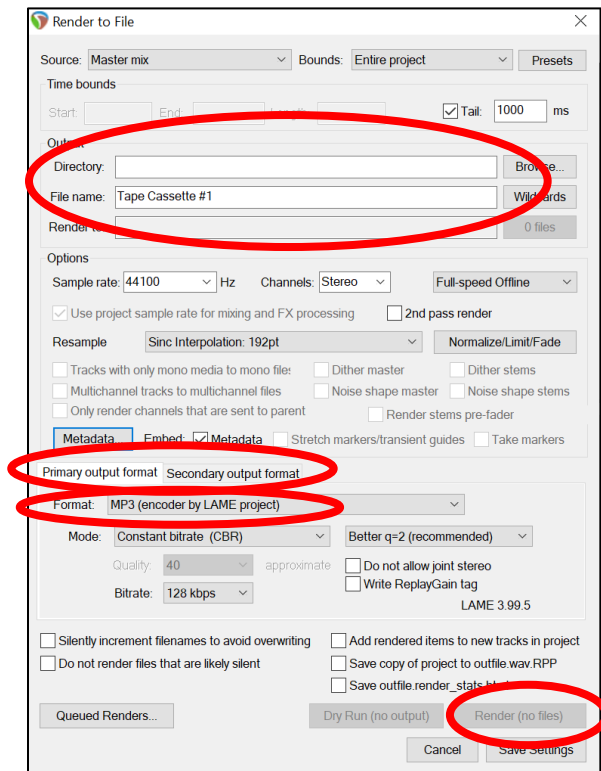 Render to File
Source: Master mix Bounds: Entire project Presets
Time bounds
Start: End: Tail: 1000 ms
Output
Directory: Browse...
File name: Tape Cassette #1 Wildcards
Render to: 0 files
Options
Sample rate: 44100 Hz Channels: Stereo Full-speed Offline
Use project sample rate for mixing and FX processing 2nd pass render
Resample Sinc Interpolation: 192pt Normalize/Limit/Fade
Tracks with only mono media to mono files Dither master Dither stems
Multichannel tracks to multichannel files Noise shape master Noise shape stems
Only render channels that are sent to parent Render stems pre-fader
Metadata... Embed: Metadata Stretch markers/transient guides Take markers
Primary output format Secondary output format
Format: MP3 (encoder by LAME project)
Mode: Constant bitrate (CBR) Better q=2 (recommended)
Quality: 40 approximate Do not allow joint stereo
Write ReplayGain tag
Bitrate: 128 kbps
LAME 3.99.5
Silently increment filenames to avoid overwriting Add rendered items to new tracks in project
Do not render files that are likely silent Save copy of project to outfile.wav.RPP
Save outfile.render_stats.html
Queued Renders... Dry Run (no output) Render (no files)
Cancel Save Settings